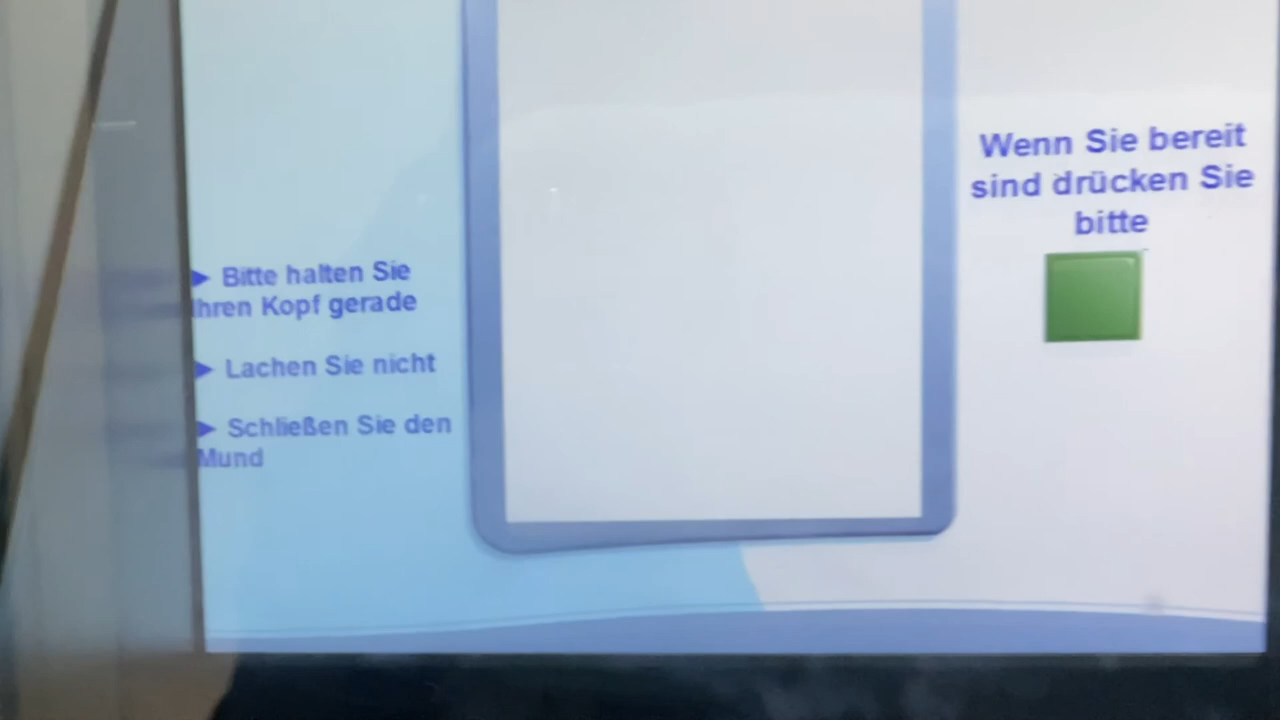 ► Bitte halten Sie
Ihren Kopf gerade
► Lachen Sie nicht
► Schließen Sie den
Mund
Wenn Sie bereit
sind drücken Sie
bitte